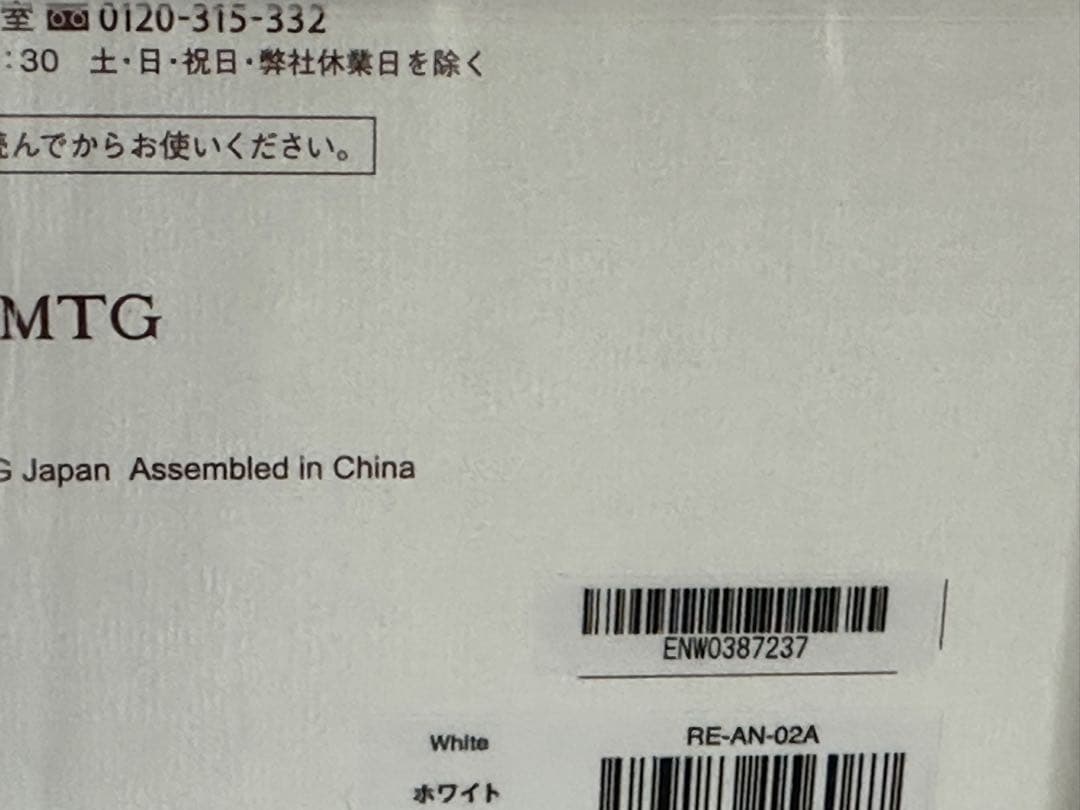 室 0120-315-332
:30 土・日・祝日・弊社休業日を除く
読んでからお使いください。
MTG
G Japan Assembled in China
ENW0387237
White
RE-AN-02A
ホワイト